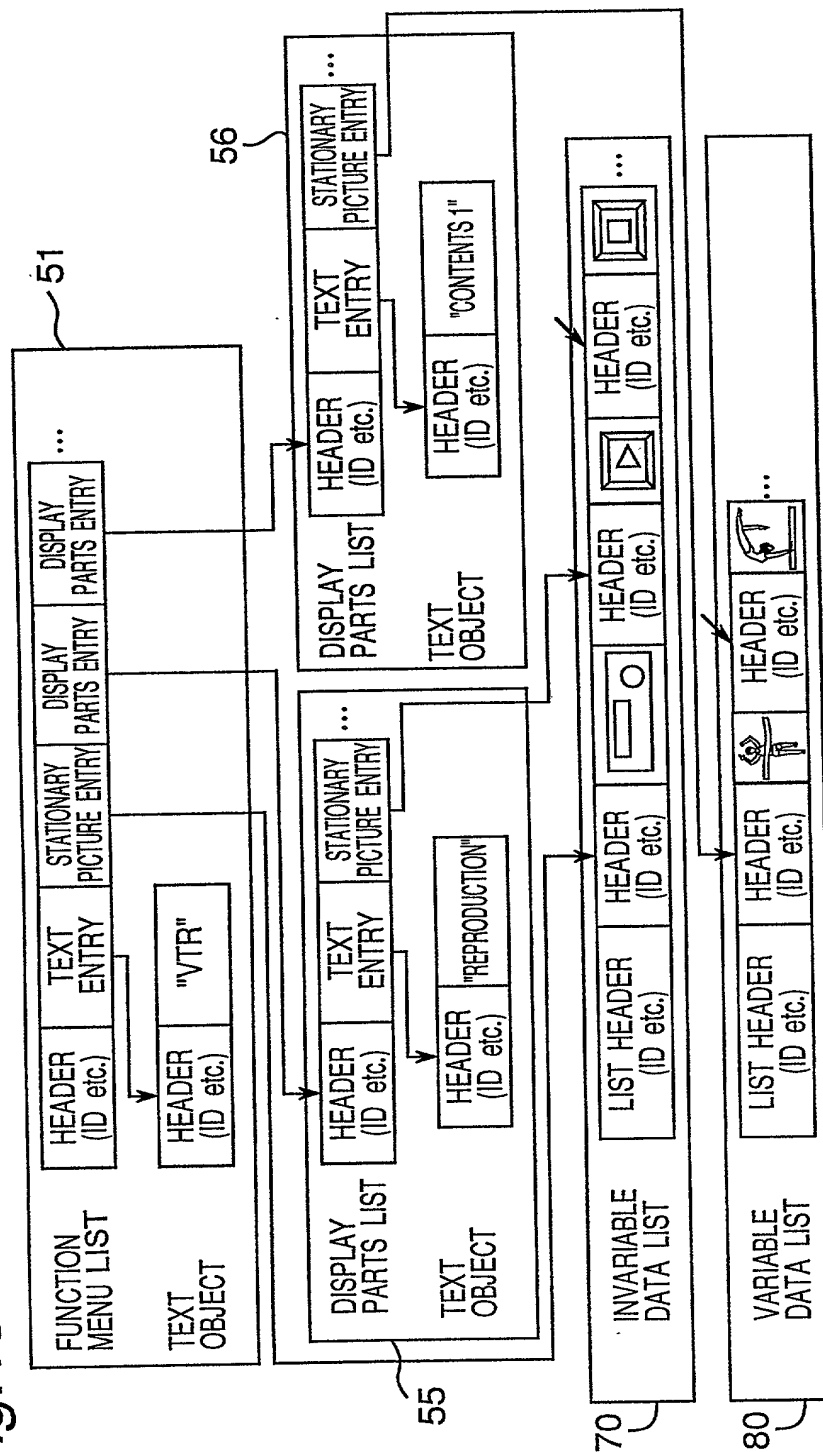 51
FUNCTION
MENU LIST
HEADER
(ID etc.)
TEXT
ENTRY
STATIONARY
PICTURE ENTRY
DISPLAY
PARTS ENTRY
DISPLAY
PARTS ENTRY
...
TEXT
OBJECT
HEADER
(ID etc.)
"VTR"
55
DISPLAY
PARTS LIST
HEADER
(ID etc.)
TEXT
ENTRY
STATIONARY
PICTURE ENTRY
...
TEXT
OBJECT
HEADER
(ID etc.)
"REPRODUCTION"
56
DISPLAY
PARTS LIST
HEADER
(ID etc.)
TEXT
ENTRY
STATIONARY
PICTURE ENTRY
...
TEXT
OBJECT
HEADER
(ID etc.)
"CONTENTS 1"
70
INVARIABLE
DATA LIST
LIST HEADER
(ID etc.)
HEADER
(ID etc.)
HEADER
(ID etc.)
HEADER
(ID etc.)
...
80
VARIABLE
DATA LIST
LIST HEADER
(ID etc.)
HEADER
(ID etc.)
HEADER
(ID etc.)
...